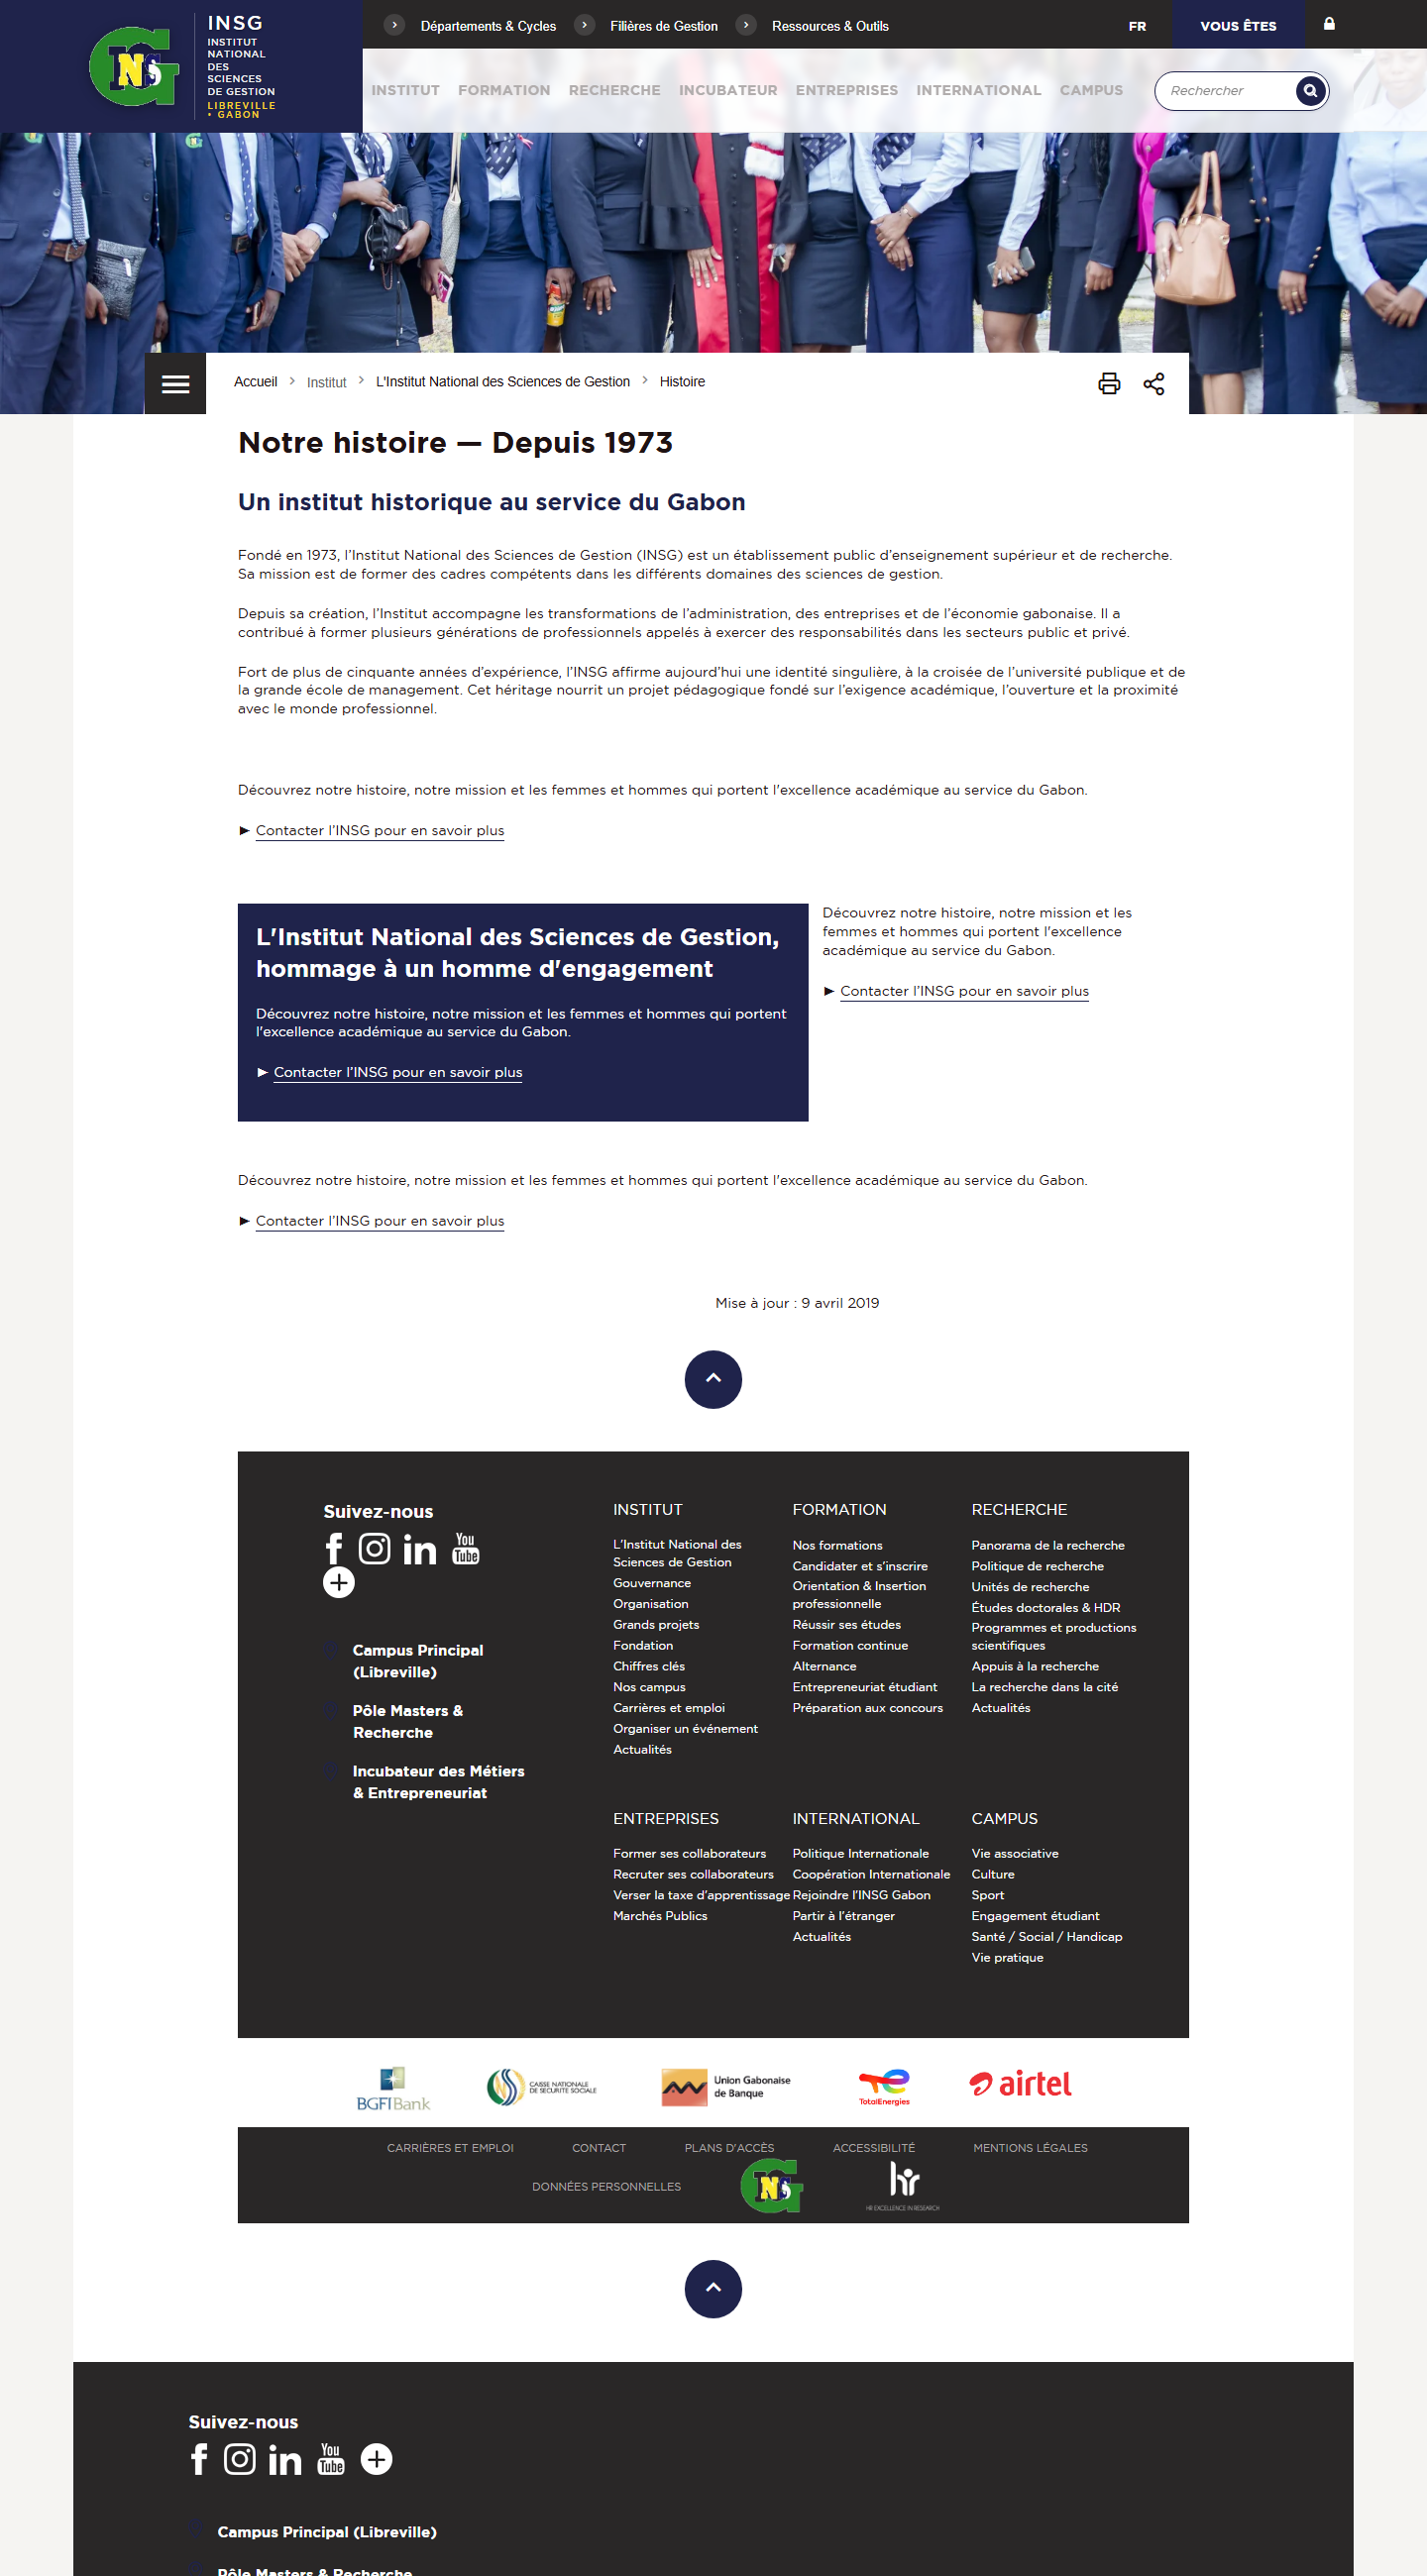 INSG
INSTITUT
NATIONAL
DES
SCIENCES
DE GESTION
LIBREVILLE
• GABON
Départements & Cycles
Filières de Gestion
Ressources & Outils
FR
VOUS ÊTES
INSTITUT
FORMATION
RECHERCHE
INCUBATEUR
ENTREPRISES
INTERNATIONAL
CAMPUS
Rechercher
Accueil
Institut
L'Institut National des Sciences de Gestion
Histoire
Notre histoire — Depuis 1973
Un institut historique au service du Gabon
Fondé en 1973, l’Institut National des Sciences de Gestion (INSG) est un établissement public d’enseignement supérieur et de recherche.
Sa mission est de former des cadres compétents dans les différents domaines des sciences de gestion.
Depuis sa création, l’Institut accompagne les transformations de l’administration, des entreprises et de l’économie gabonaise. Il a
contribué à former plusieurs générations de professionnels appelés à exercer des responsabilités dans les secteurs public et privé.
Fort de plus de cinquante années d’expérience, l’INSG affirme aujourd’hui une identité singulière, à la croisée de l’université publique et de
la grande école de management. Cet héritage nourrit un projet pédagogique fondé sur l’exigence académique, l’ouverture et la proximité
avec le monde professionnel.
Découvrez notre histoire, notre mission et les femmes et hommes qui portent l'excellence académique au service du Gabon.
► Contacter l’INSG pour en savoir plus
L'Institut National des Sciences de Gestion,
hommage à un homme d'engagement
Découvrez notre histoire, notre mission et les femmes et hommes qui portent
l'excellence académique au service du Gabon.
► Contacter l’INSG pour en savoir plus
Découvrez notre histoire, notre mission et les
femmes et hommes qui portent l'excellence
académique au service du Gabon.
► Contacter l’INSG pour en savoir plus
Découvrez notre histoire, notre mission et les femmes et hommes qui portent l'excellence académique au service du Gabon.
► Contacter l’INSG pour en savoir plus
Mise à jour : 9 avril 2019
Suivez-nous
You
Tube
Campus Principal
(Libreville)
Pôle Masters &
Recherche
Incubateur des Métiers
& Entrepreneuriat
INSTITUT
L'Institut National des
Sciences de Gestion
Gouvernance
Organisation
Grands projets
Fondation
Chiffres clés
Nos campus
Carrières et emploi
Organiser un événement
Actualités
FORMATION
Nos formations
Candidater et s'inscrire
Orientation & Insertion
professionnelle
Réussir ses études
Formation continue
Alternance
Entrepreneuriat étudiant
Préparation aux concours
RECHERCHE
Panorama de la recherche
Politique de recherche
Unités de recherche
Études doctorales & HDR
Programmes et productions
scientifiques
Appuis à la recherche
La recherche dans la cité
Actualités
ENTREPRISES
Former ses collaborateurs
Recruter ses collaborateurs
Verser la taxe d'apprentissage
Marchés Publics
INTERNATIONAL
Politique Internationale
Coopération Internationale
Rejoindre l'INSG Gabon
Partir à l'étranger
Actualités
CAMPUS
Vie associative
Culture
Sport
Engagement étudiant
Santé / Social / Handicap
Vie pratique
BGFIBank
CAISSE NATIONALE
DE SECURITE SOCIALE
Union Gabonaise
de Banque
TotalEnergies
airtel
CARRIÈRES ET EMPLOI
CONTACT
PLANS D'ACCÈS
ACCESSIBILITÉ
MENTIONS LÉGALES
DONNÉES PERSONNELLES
hr
HR EXCELLENCE IN RESEARCH
Suivez-nous
You
Tube
Campus Principal (Libreville)
Pôle Masters & Recherche